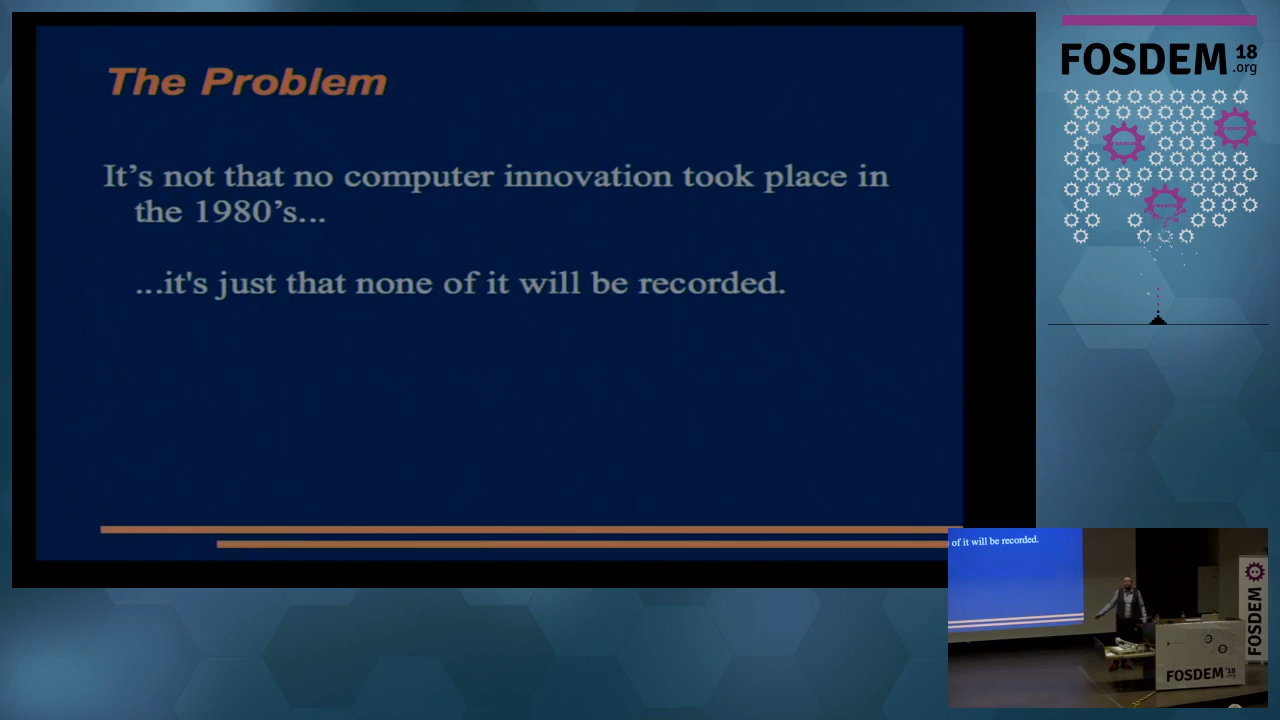 The Problem
It’s not that no computer innovation took place in
the 1980’s...
...it's just that none of it will be recorded.
FOSDEM 18
.org
of it will be recorded.
FOSDEM
FOSDEM '18
.org